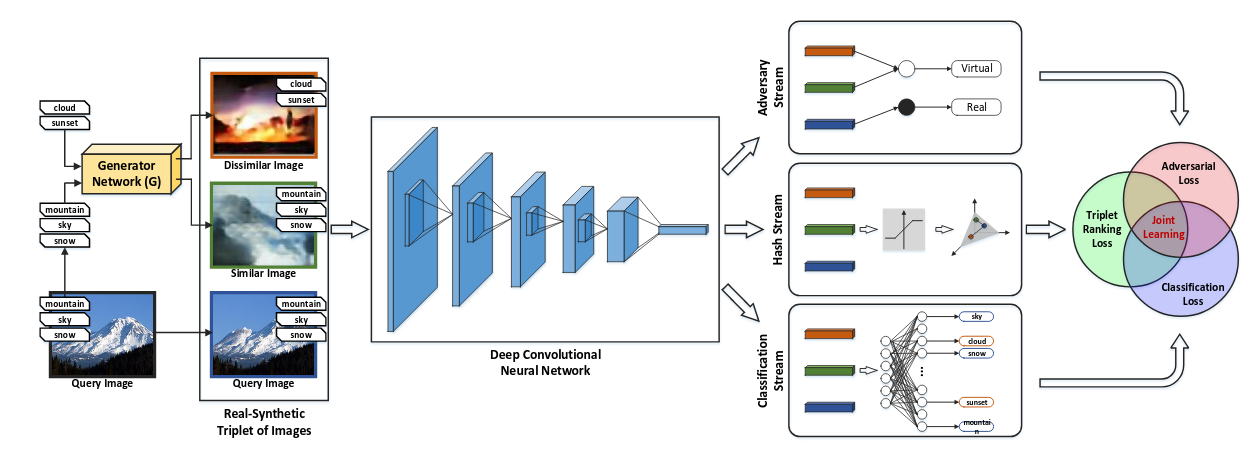 cloud
sunset
Generator
Network (G)
mountain
sky
snow
mountain
sky
snow
Query Image
cloud
sunset
Dissimilar Image
mountain
sky
snow
Similar Image
mountain
sky
snow
Query Image
Real-Synthetic
Triplet of Images
Deep Convolutional
Neural Network
Adversary
Stream
Virtual
Real
Hash Stream
Classification
Stream
sky
cloud
snow
...
sunset
mountai
n
Adversarial
Loss
Triplet
Ranking
Loss
Joint
Learning
Classification
Loss